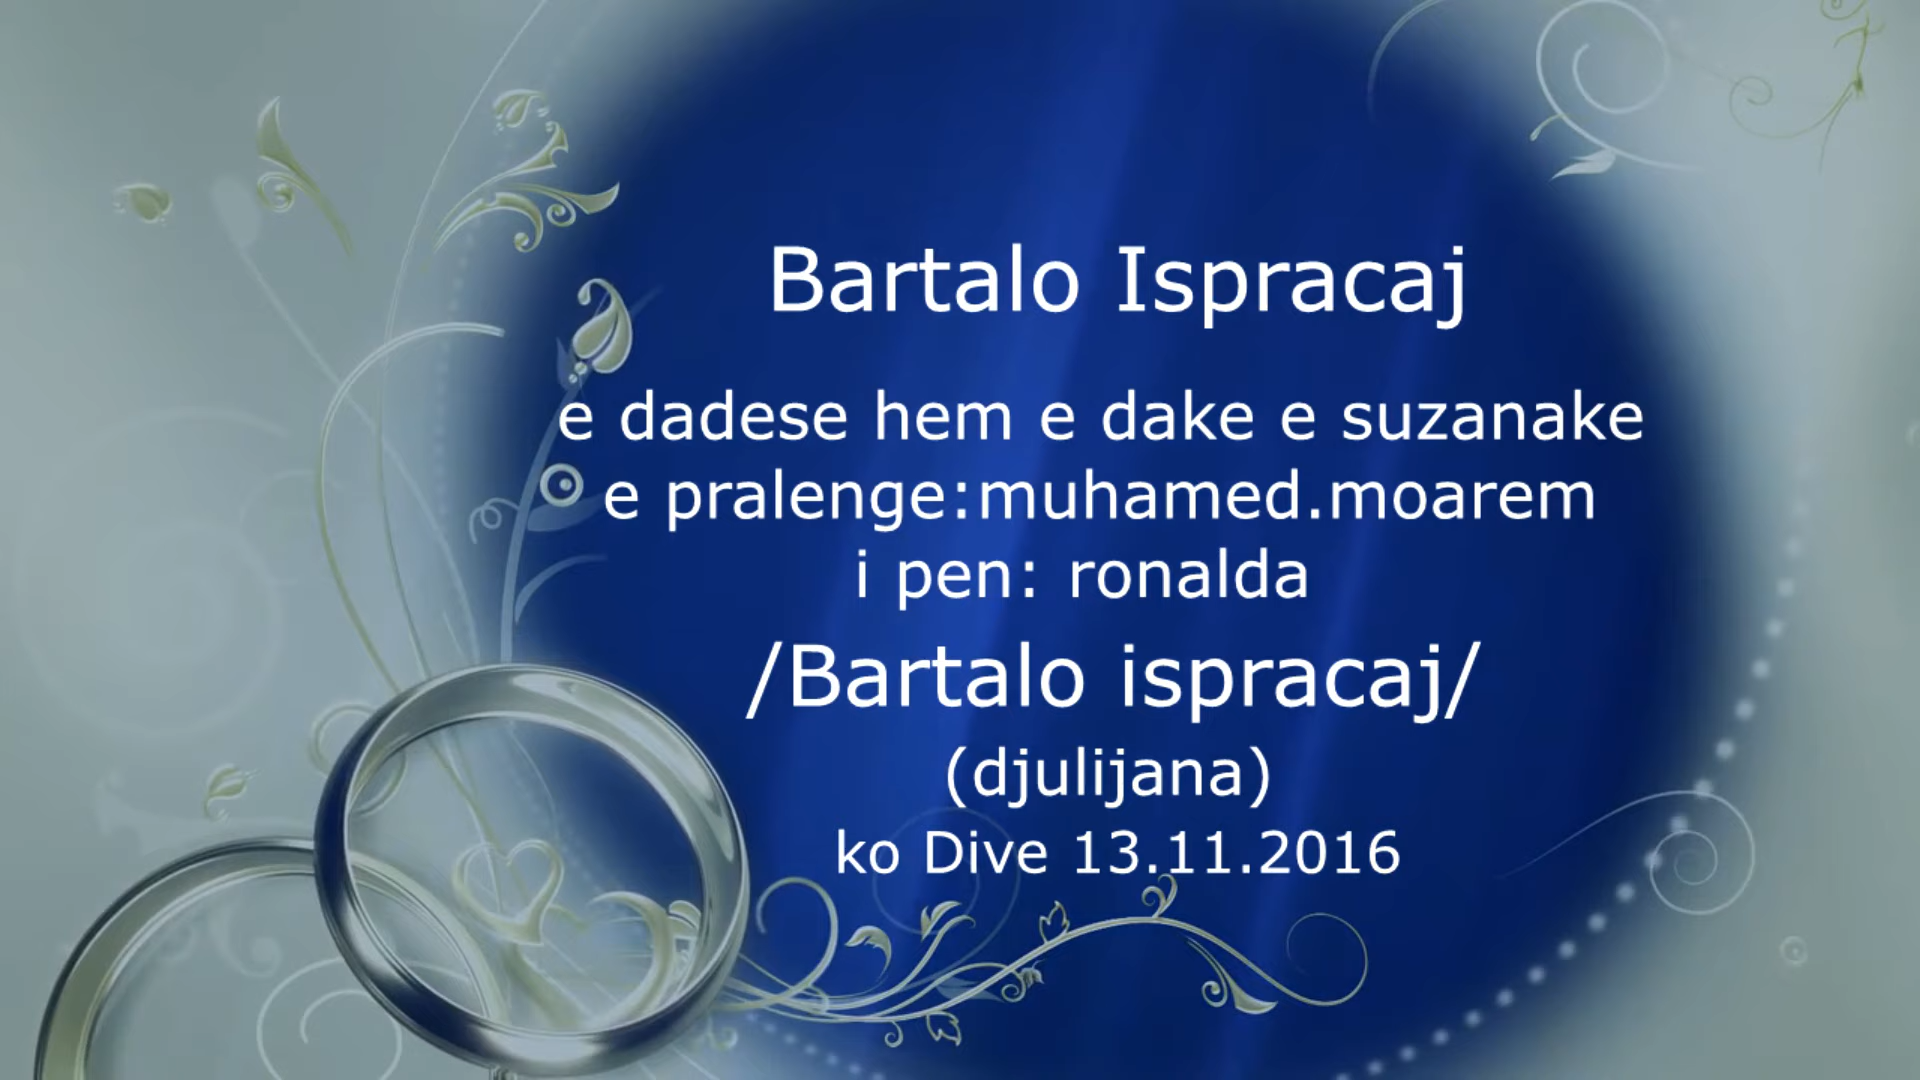 Bartalo Ispracaj
e dadese hem e dake e suzanake
e pralenge:muhamed.moarem
i pen: ronalda
/Bartalo ispracaj/
(djulijana)
ko Dive 13.11.2016